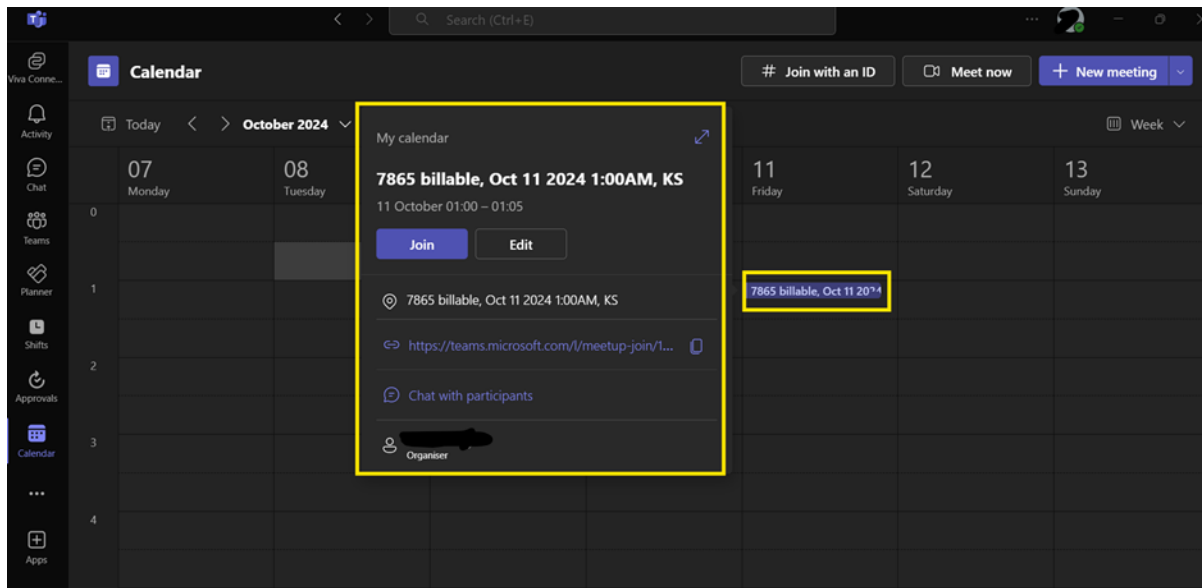 Search (Ctrl+E)
Viva Conne...
Activity
Chat
Teams
Planner
Shifts
Approvals
Calendar
Apps
Calendar
# Join with an ID
Meet now
+ New meeting
Today
October 2024
Week
07
Monday
08
Tuesday
11
Friday
12
Saturday
13
Sunday
0
1
2
3
4
My calendar
7865 billable, Oct 11 2024 1:00AM, KS
11 October 01:00 – 01:05
Join
Edit
7865 billable, Oct 11 2024 1:00AM, KS
https://teams.microsoft.com/l/meetup-join/1...
Chat with participants
Organiser
7865 billable, Oct 11 2024